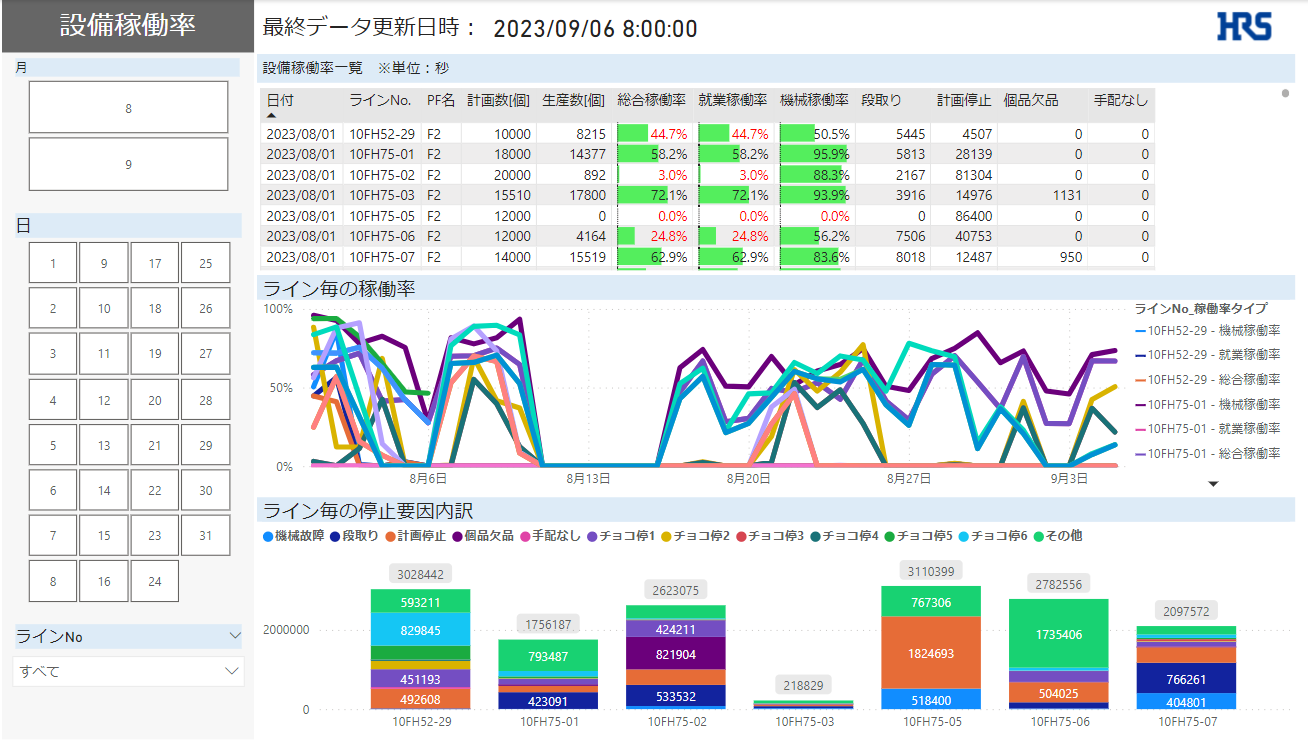 設備稼働率
最終データ更新日時： 2023/09/06 8:00:00
HRS
月
8
9
日
1 9 17 25
2 10 18 26
3 11 19 27
4 12 20 28
5 13 21 29
6 14 22 30
7 15 23 31
8 16 24
ラインNo
すべて
設備稼働率一覧 ※単位：秒
日付 ラインNo. PF名 計画数[個] 生産数[個] 総合稼働率 就業稼働率 機械稼働率 段取り 計画停止 個品欠品 手配なし
2023/08/01 10FH52-29 F2 10000 8215 44.7% 44.7% 50.5% 5445 4507 0 0
2023/08/01 10FH75-01 F2 18000 14377 58.2% 58.2% 95.9% 5813 28139 0 0
2023/08/01 10FH75-02 F2 20000 892 3.0% 3.0% 88.3% 2167 81304 0 0
2023/08/01 10FH75-03 F2 15510 17800 72.1% 72.1% 93.9% 3916 14976 1131 0
2023/08/01 10FH75-05 F2 12000 0 0.0% 0.0% 0.0% 0 86400 0 0
2023/08/01 10FH75-06 F2 12000 4164 24.8% 24.8% 56.2% 7506 40753 0 0
2023/08/01 10FH75-07 F2 14000 15519 62.9% 62.9% 83.6% 8018 12487 950 0
ライン毎の稼働率
100%
50%
0%
8月6日 8月13日 8月20日 8月27日 9月3日
ラインNo_稼働率タイプ
10FH52-29 - 機械稼働率
10FH52-29 - 就業稼働率
10FH52-29 - 総合稼働率
10FH75-01 - 機械稼働率
10FH75-01 - 就業稼働率
10FH75-01 - 総合稼働率
ライン毎の停止要因内訳
機械故障 段取り 計画停止 個品欠品 手配なし チョコ停1 チョコ停2 チョコ停3 チョコ停4 チョコ停5 チョコ停6 その他
2000000
0
3028442
593211
829845
451193
492608
10FH52-29
1756187
793487
423091
10FH75-01
2623075
424211
821904
533532
10FH75-02
218829
10FH75-03
3110399
767306
1824693
518400
10FH75-05
2782556
1735406
504025
10FH75-06
2097572
766261
404801
10FH75-07